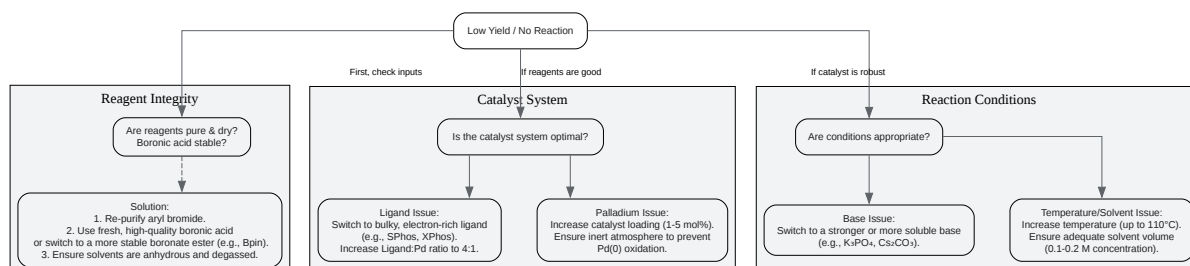 Low Yield / No Reaction
First, check inputs
If reagents are good
If catalyst is robust
Reagent Integrity
Are reagents pure & dry?
Boronic acid stable?
Solution:
1. Re-purify aryl bromide.
2. Use fresh, high-quality boronic acid
or switch to a more stable boronate ester (e.g., Bpin).
3. Ensure solvents are anhydrous and degassed.
Catalyst System
Is the catalyst system optimal?
Ligand Issue:
Switch to bulky, electron-rich ligand
(e.g., SPhos, XPhos).
Increase Ligand:Pd ratio to 4:1.
Palladium Issue:
Increase catalyst loading (1-5 mol%).
Ensure inert atmosphere to prevent
Pd(0) oxidation.
Reaction Conditions
Are conditions appropriate?
Base Issue:
Switch to a stronger or more soluble base
(e.g., K₃PO₄, Cs₂CO₃).
Temperature/Solvent Issue:
Increase temperature (up to 110°C).
Ensure adequate solvent volume
(0.1-0.2 M concentration).